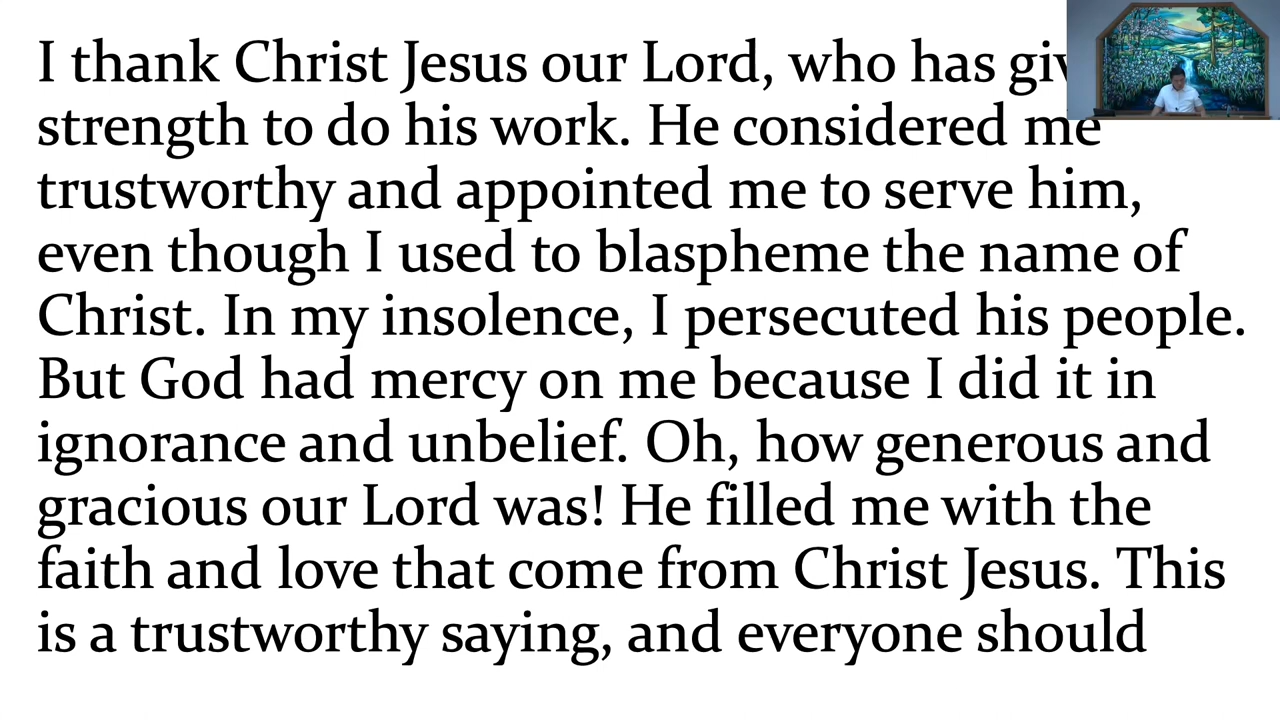 I thank Christ Jesus our Lord, who has
strength to do his work. He considered me
trustworthy and appointed me to serve him,
even though I used to blaspheme the name of
Christ. In my insolence, I persecuted his people.
But God had mercy on me because I did it in
ignorance and unbelief. Oh, how generous and
gracious our Lord was! He filled me with the
faith and love that come from Christ Jesus. This
is a trustworthy saying, and everyone should